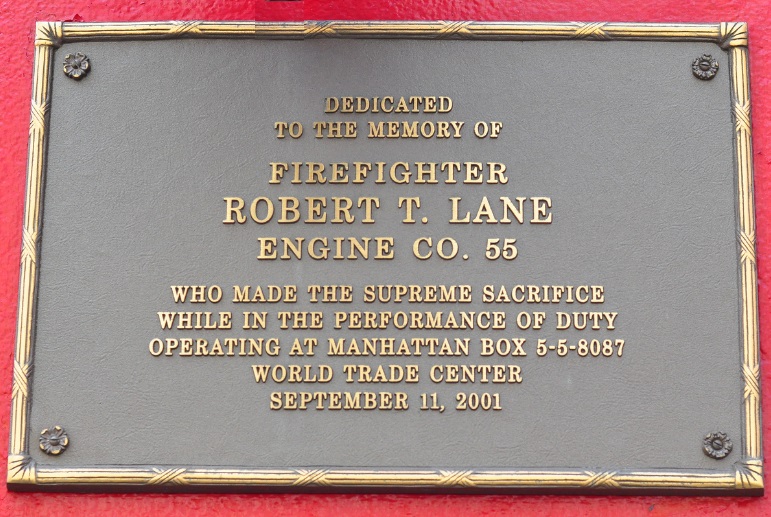 DEDICATED
TO THE MEMORY OF
FIREFIGHTER
ROBERT T. LANE
ENGINE CO. 55
WHO MADE THE SUPREME SACRIFICE
WHILE IN THE PERFORMANCE OF DUTY
OPERATING AT MANHATTAN BOX 5-5-8087
WORLD TRADE CENTER
SEPTEMBER 11, 2001